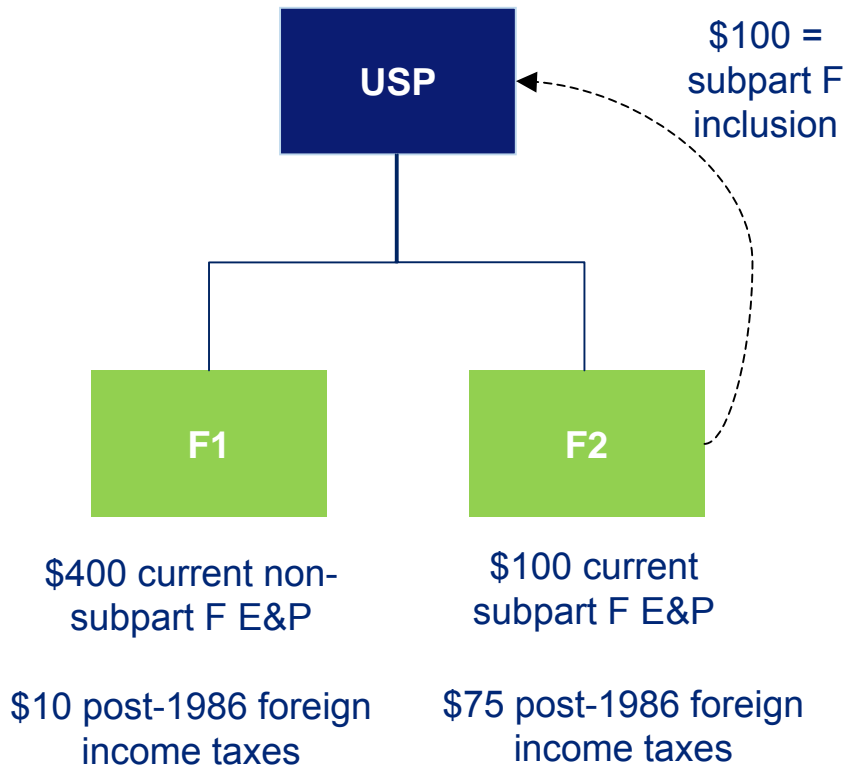 USP
$100 =
subpart F
inclusion
F1
F2
$400 current non-
subpart F E&P
$10 post-1986 foreign
income taxes
$100 current
subpart F E&P
$75 post-1986 foreign
income taxes